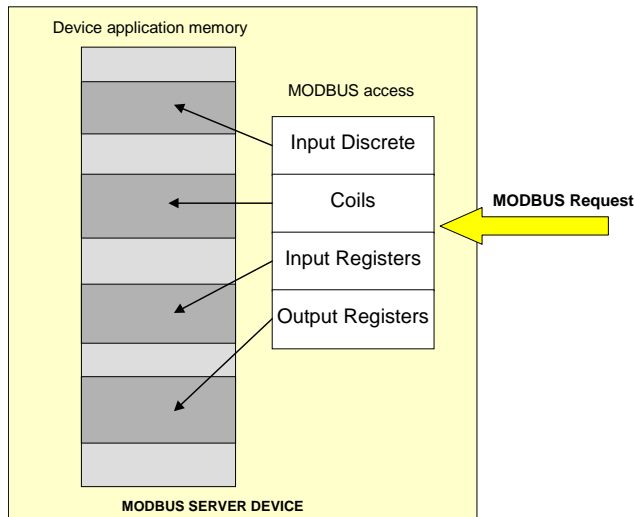 Device application memory
MODBUS access
Input Discrete
Coils
MODBUS Request
Input Registers
Output Registers
MODBUS SERVER DEVICE